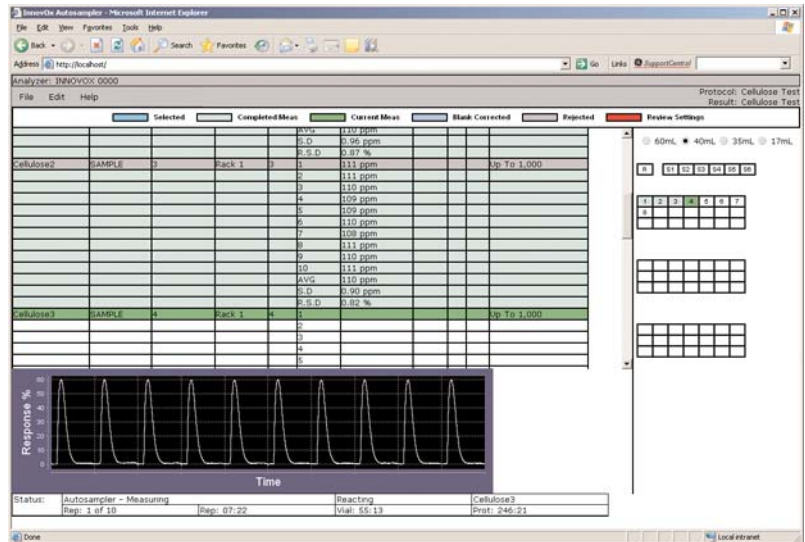 InnovOx Autosampler - Microsoft Internet Explorer
File Edit View Favorites Tools Help
Back Search Favorites
Address http://localhost/ Go Links SupportCentral
Analyzer: INNOVOX 0000
File Edit Help
Protocol: Cellulose Test
Result: Cellulose Test
Selected Completed Meas Current Meas Blank Corrected Rejected Review Settings
AVG 110 ppm
S.D 0.96 ppm
R.S.D 0.87 %
Cellulose2 SAMPLE 3 Rack 1 3 1 111 ppm Up To 1,000
2 111 ppm
3 110 ppm
4 109 ppm
5 109 ppm
6 110 ppm
7 108 ppm
8 111 ppm
9 110 ppm
10 111 ppm
AVG 110 ppm
S.D 0.90 ppm
R.S.D 0.82 %
Cellulose3 SAMPLE 4 Rack 1 4 1 Up To 1,000
2
3
4
5
60mL 40mL 35mL 17mL
R S1 S2 S3 S4 S5 S6
1 2 3 4 5 6 7
8
Response %
60
50
40
30
20
10
0
Time
Status: Autosampler - Measuring Reacting Cellulose3
Rep: 1 of 10 Rep: 07:22 Vial: 55:13 Prot: 246:21
Done Local intranet